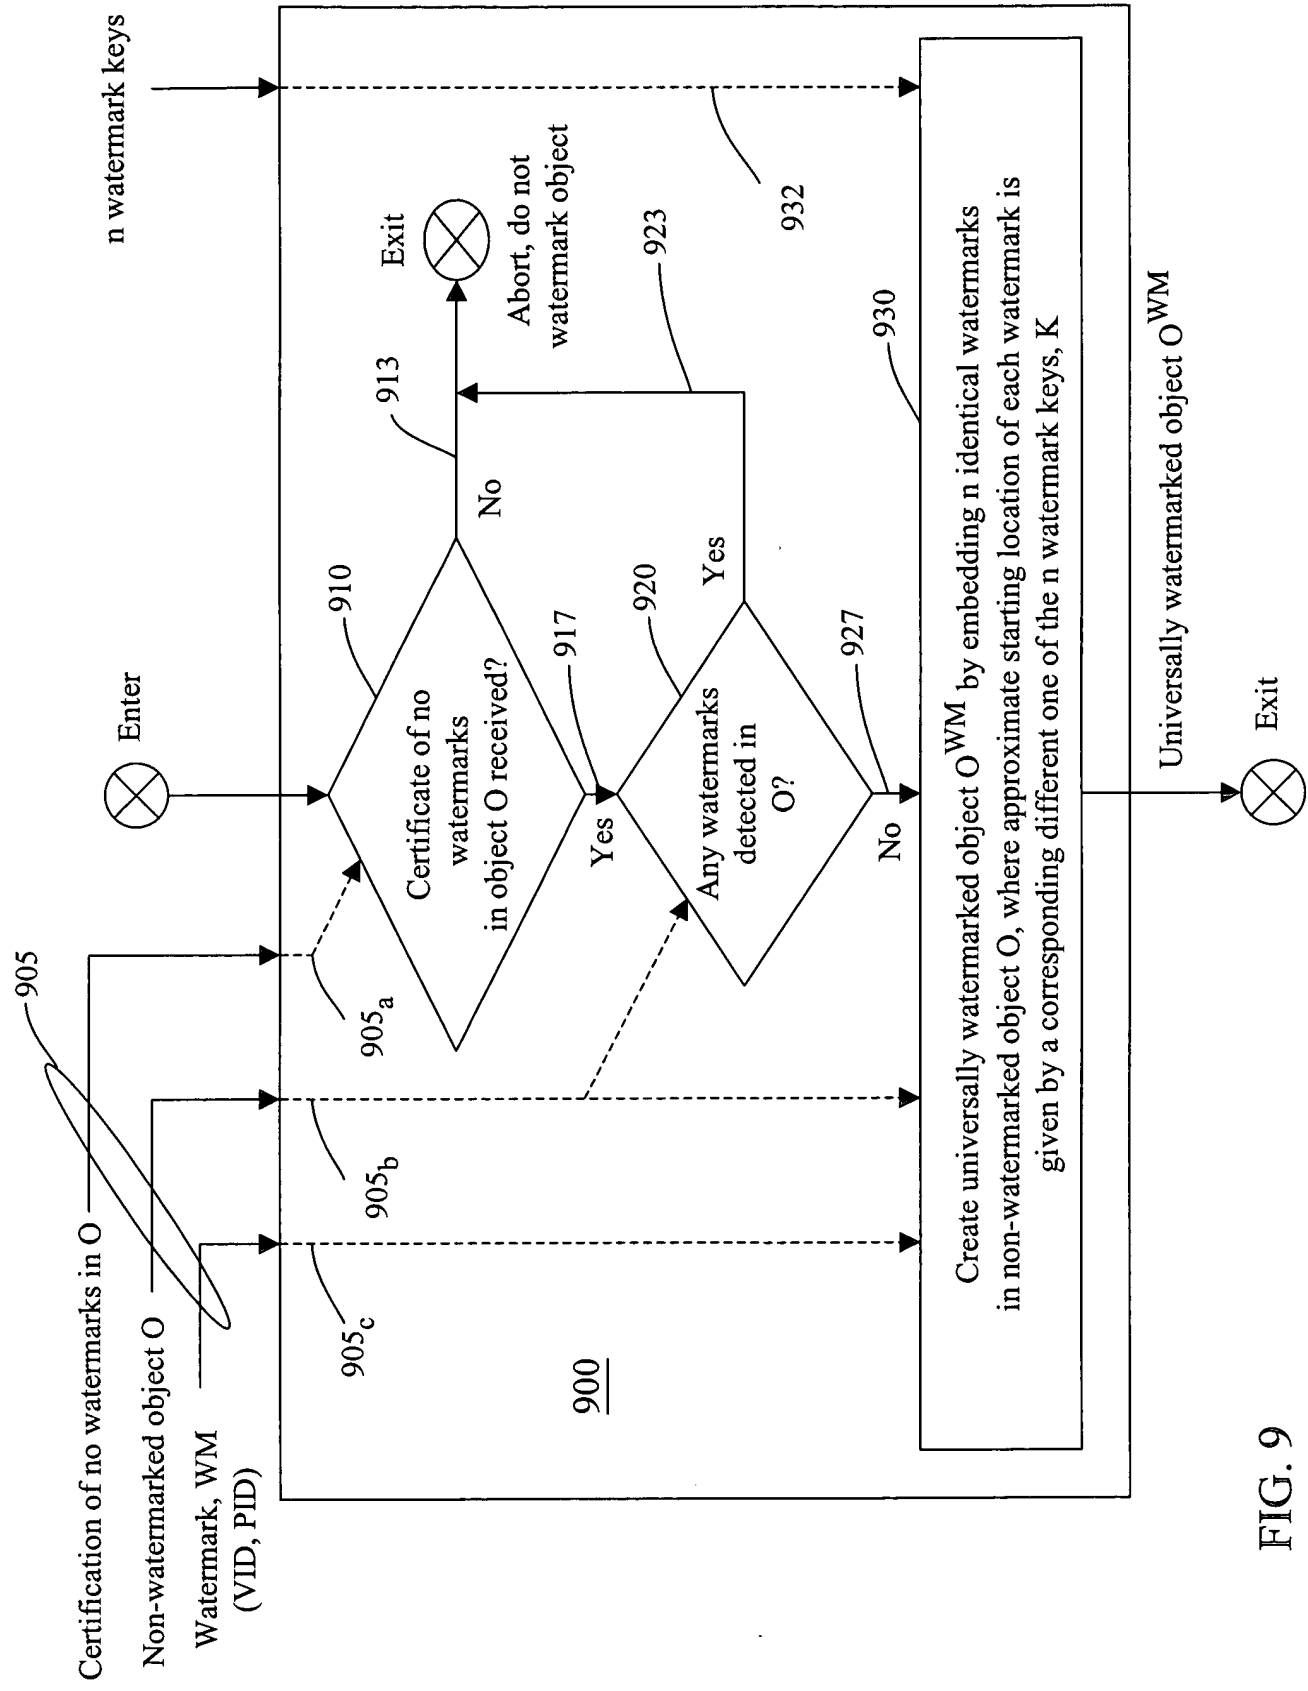 905
Certification of no watermarks in O
Non-watermarked object O
Watermark, WM
(VID, PID)
Enter
n watermark keys
905a
905b
905c
910
Certificate of no
watermarks
in object O received?
No
913
Exit
Abort, do not
watermark object
Yes
917
920
Any watermarks
detected in
O?
Yes
923
No
927
932
930
900
Create universally watermarked object O^WM by embedding n identical watermarks
in non-watermarked object O, where approximate starting location of each watermark is
given by a corresponding different one of the n watermark keys, K
Universally watermarked object O^WM
Exit
FIG. 9